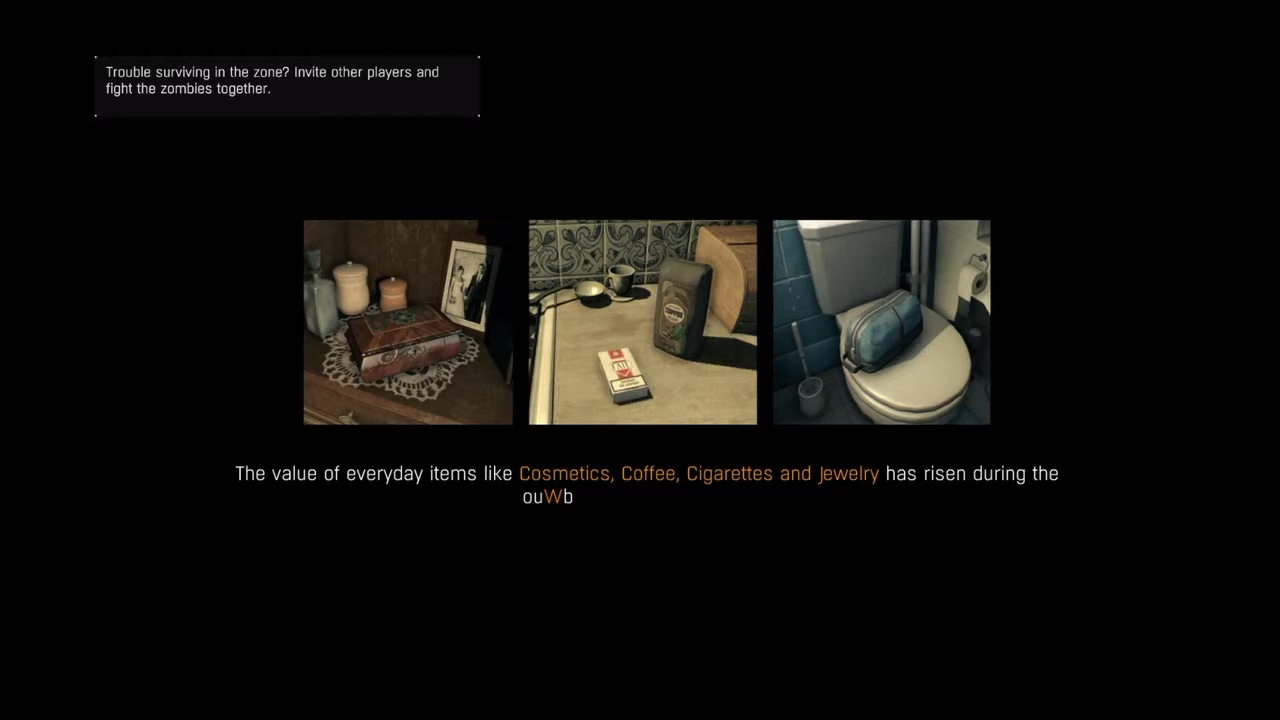 Trouble surviving in the zone? Invite other players and
fight the zombies together.
The value of everyday items like Cosmetics, Coffee, Cigarettes and Jewelry has risen during the
ouWb